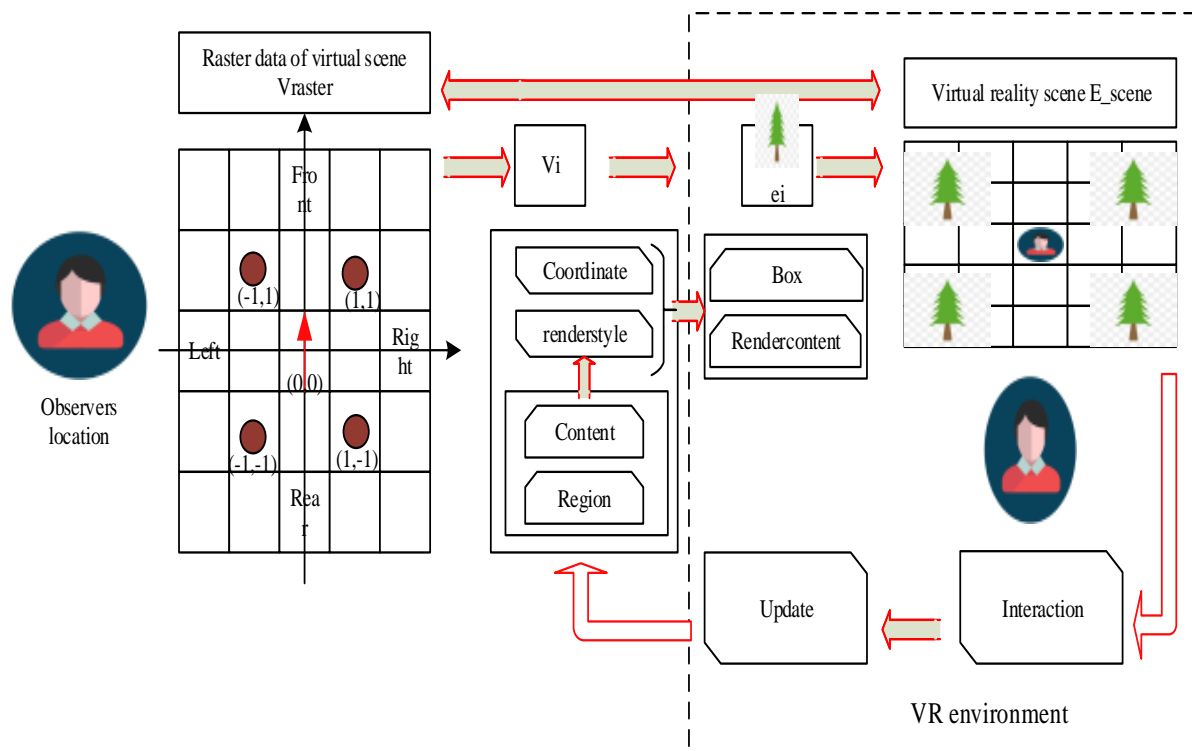 Raster data of virtual scene
Vraster
Virtual reality scene E_scene
Fro
nt
Vi
ei
(-1,1)
(1,1)
Left
Rig
ht
(0,0)
(-1,-1)
(1,-1)
Rea
r
Observers
location
Coordinate
renderstyle
Content
Region
Box
Rendercontent
Update
Interaction
VR environment